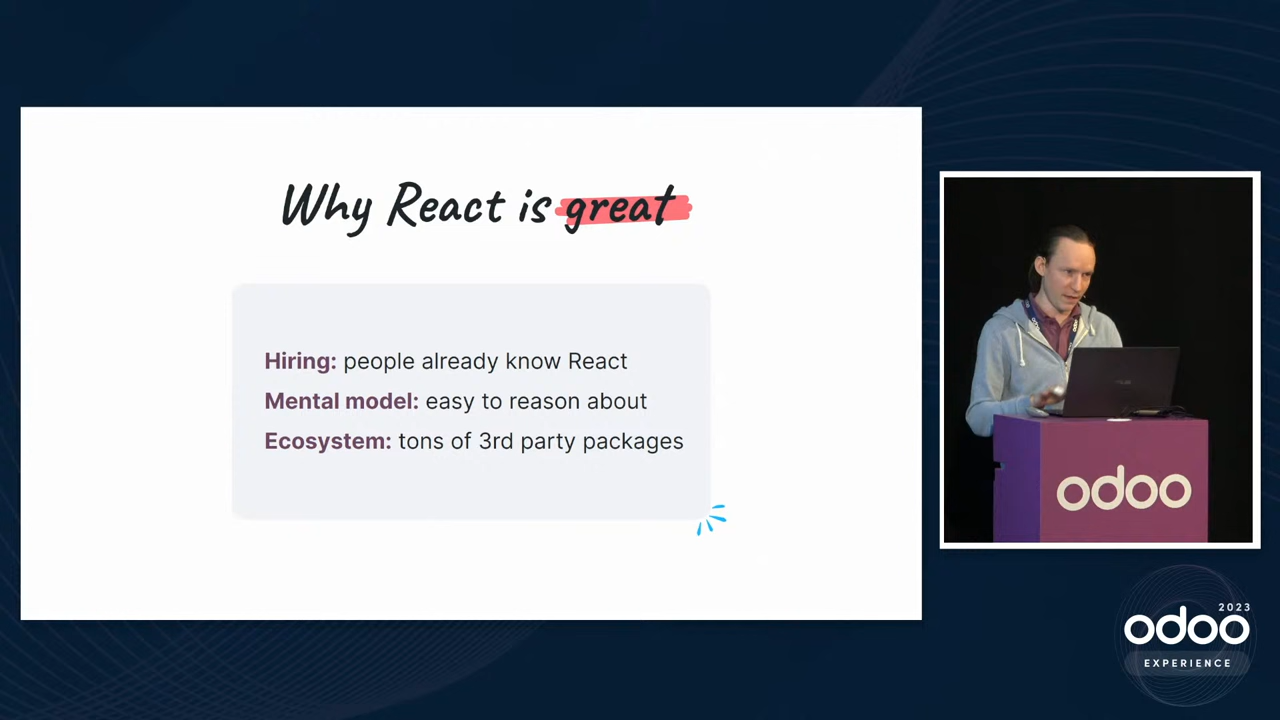 Why React is great
Hiring: people already know React
Mental model: easy to reason about
Ecosystem: tons of 3rd party packages
odoo
2023
odoo
EXPERIENCE